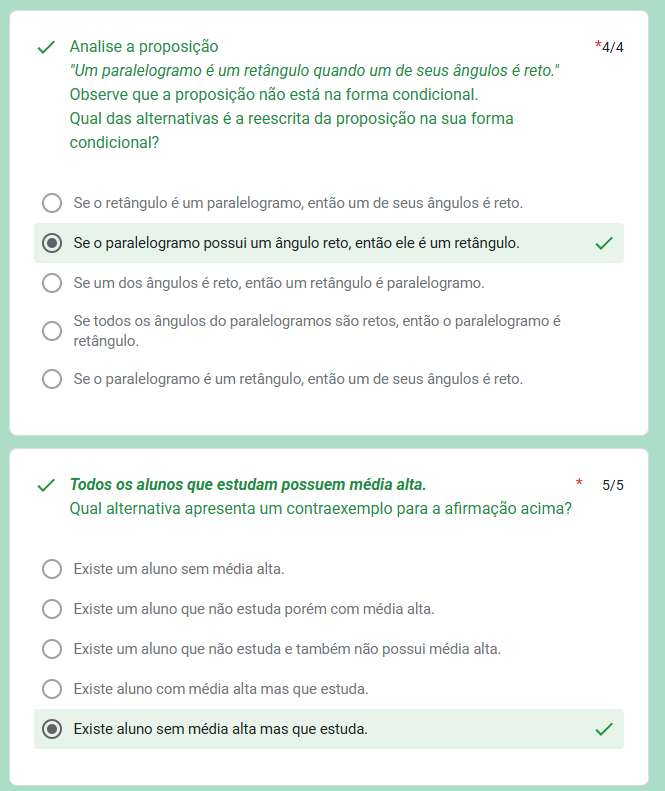 Analise a proposição
*4/4
"Um paralelogramo é um retângulo quando um de seus ângulos é reto."
Observe que a proposição não está na forma condicional.
Qual das alternativas é a reescrita da proposição na sua forma
condicional?
Se o retângulo é um paralelogramo, então um de seus ângulos é reto.
Se o paralelogramo possui um ângulo reto, então ele é um retângulo.
Se um dos ângulos é reto, então um retângulo é paralelogramo.
Se todos os ângulos do paralelogramos são retos, então o paralelogramo é
retângulo.
Se o paralelogramo é um retângulo, então um de seus ângulos é reto.
Todos os alunos que estudam possuem média alta.
* 5/5
Qual alternativa apresenta um contraexemplo para a afirmação acima?
Existe um aluno sem média alta.
Existe um aluno que não estuda porém com média alta.
Existe um aluno que não estuda e também não possui média alta.
Existe aluno com média alta mas que estuda.
Existe aluno sem média alta mas que estuda.